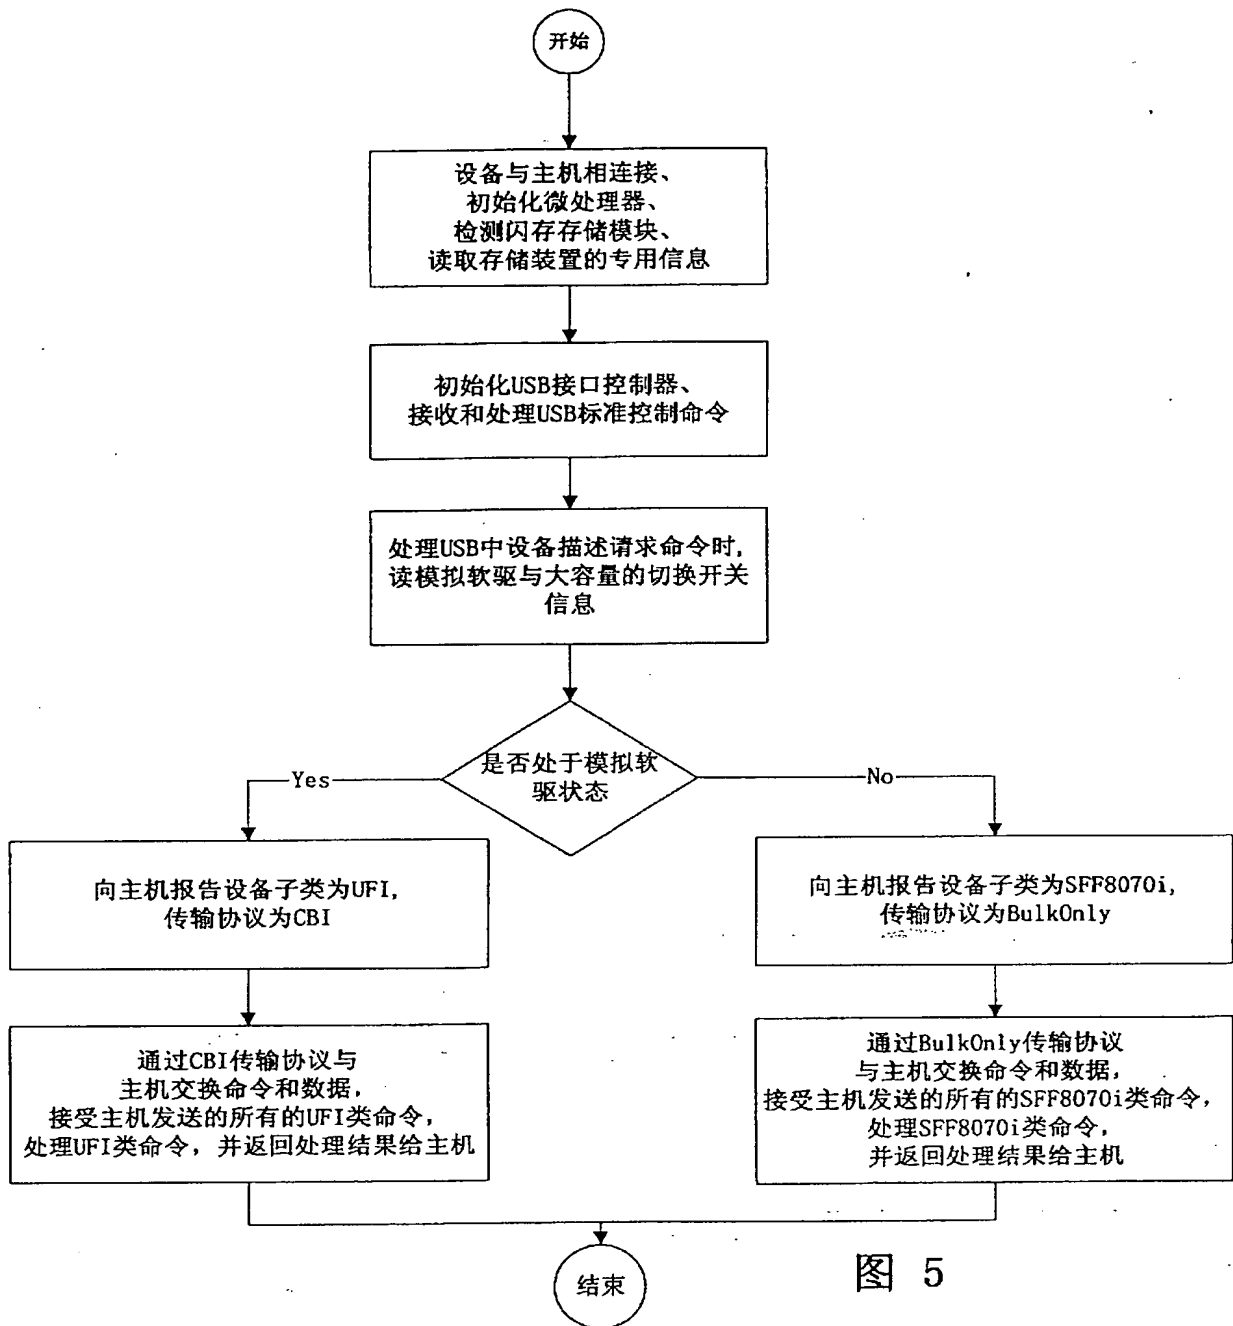 开始
设备与主机相连接、
初始化微处理器、
检测闪存存储模块、
读取存储装置的专用信息
初始化USB接口控制器、
接收和处理USB标准控制命令
处理USB中设备描述请求命令时,
读模拟软驱与大容量的切换开关
信息
是否处于模拟软
驱状态
Yes
No
向主机报告设备子类为UFI,
传输协议为CBI
向主机报告设备子类为SFF8070i,
传输协议为BulkOnly
通过CBI传输协议与
主机交换命令和数据,
接受主机发送的所有的UFI类命令,
处理UFI类命令, 并返回处理结果给主机
通过BulkOnly传输协议
与主机交换命令和数据,
接受主机发送的所有的SFF8070i类命令,
处理SFF8070i类命令,
并返回处理结果给主机
结束
图 5